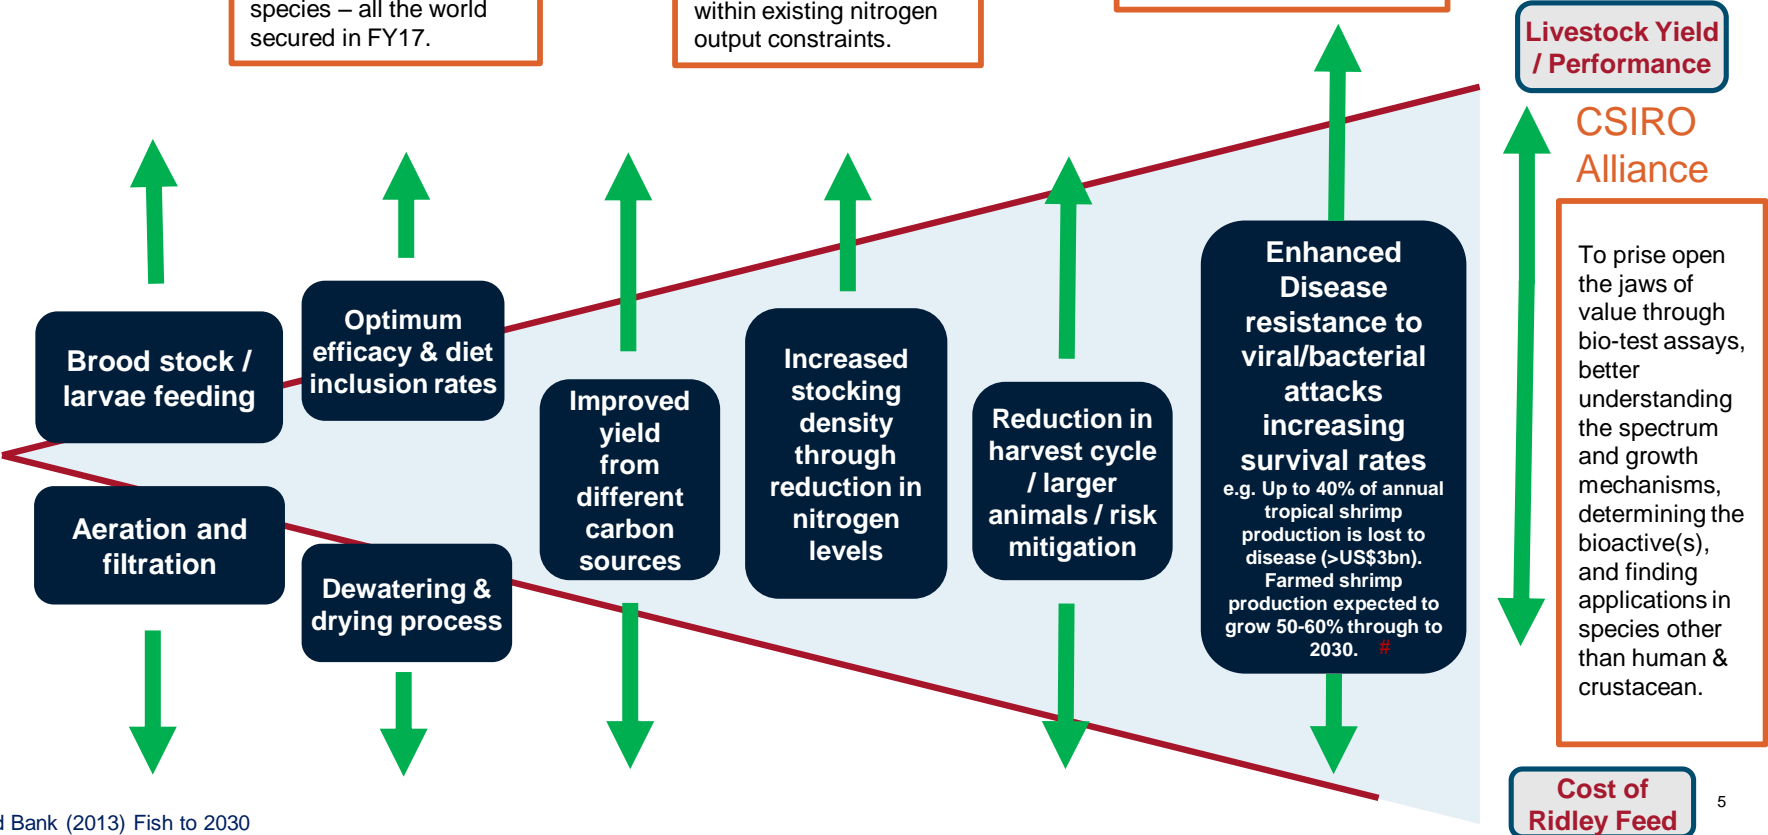 species – all the world
secured in FY17.
within existing nitrogen
output constraints.
Livestock Yield
/ Performance
CSIRO
Alliance
To prise open
the jaws of
value through
bio-test assays,
better
understanding
the spectrum
and growth
mechanisms,
determining the
bioactive(s),
and finding
applications in
species other
than human &
crustacean.
Brood stock /
larvae feeding
Optimum
efficacy & diet
inclusion rates
Improved
yield
from
different
carbon
sources
Increased
stocking
density
through
reduction in
nitrogen
levels
Reduction in
harvest cycle
/ larger
animals / risk
mitigation
Enhanced
Disease
resistance to
viral/bacterial
attacks
increasing
survival rates
e.g. Up to 40% of annual
tropical shrimp
production is lost to
disease (>US$3bn).
Farmed shrimp
production expected to
grow 50-60% through to
2030. #
Aeration and
filtration
Dewatering &
drying process
Cost of
Ridley Feed
5
Bank (2013) Fish to 2030